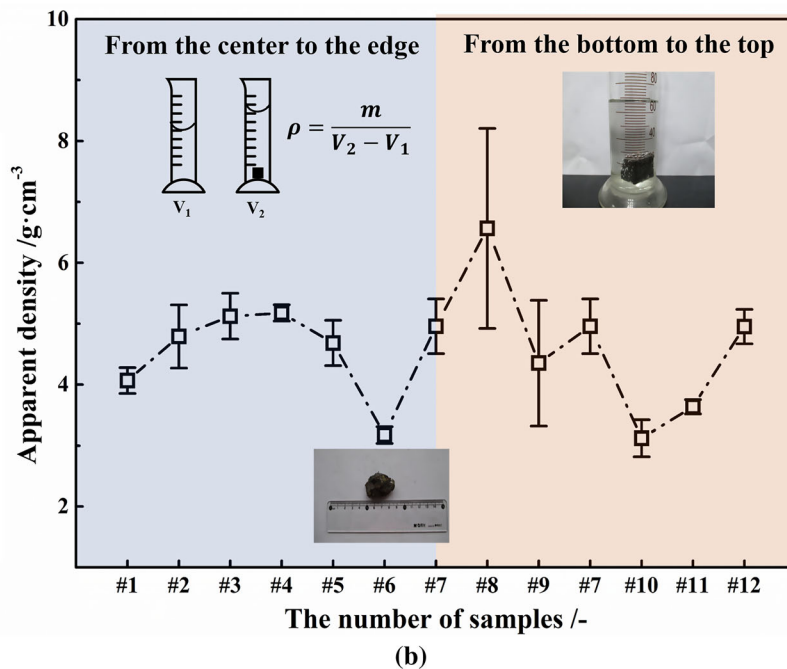 From the center to the edge
From the bottom to the top
ρ = m / (V₂ − V₁)
V₁
V₂
80
60
40
10
8
6
4
2
Apparent density /g·cm⁻³
#1 #2 #3 #4 #5 #6 #7 #8 #9 #7 #10 #11 #12
The number of samples /-
(b)